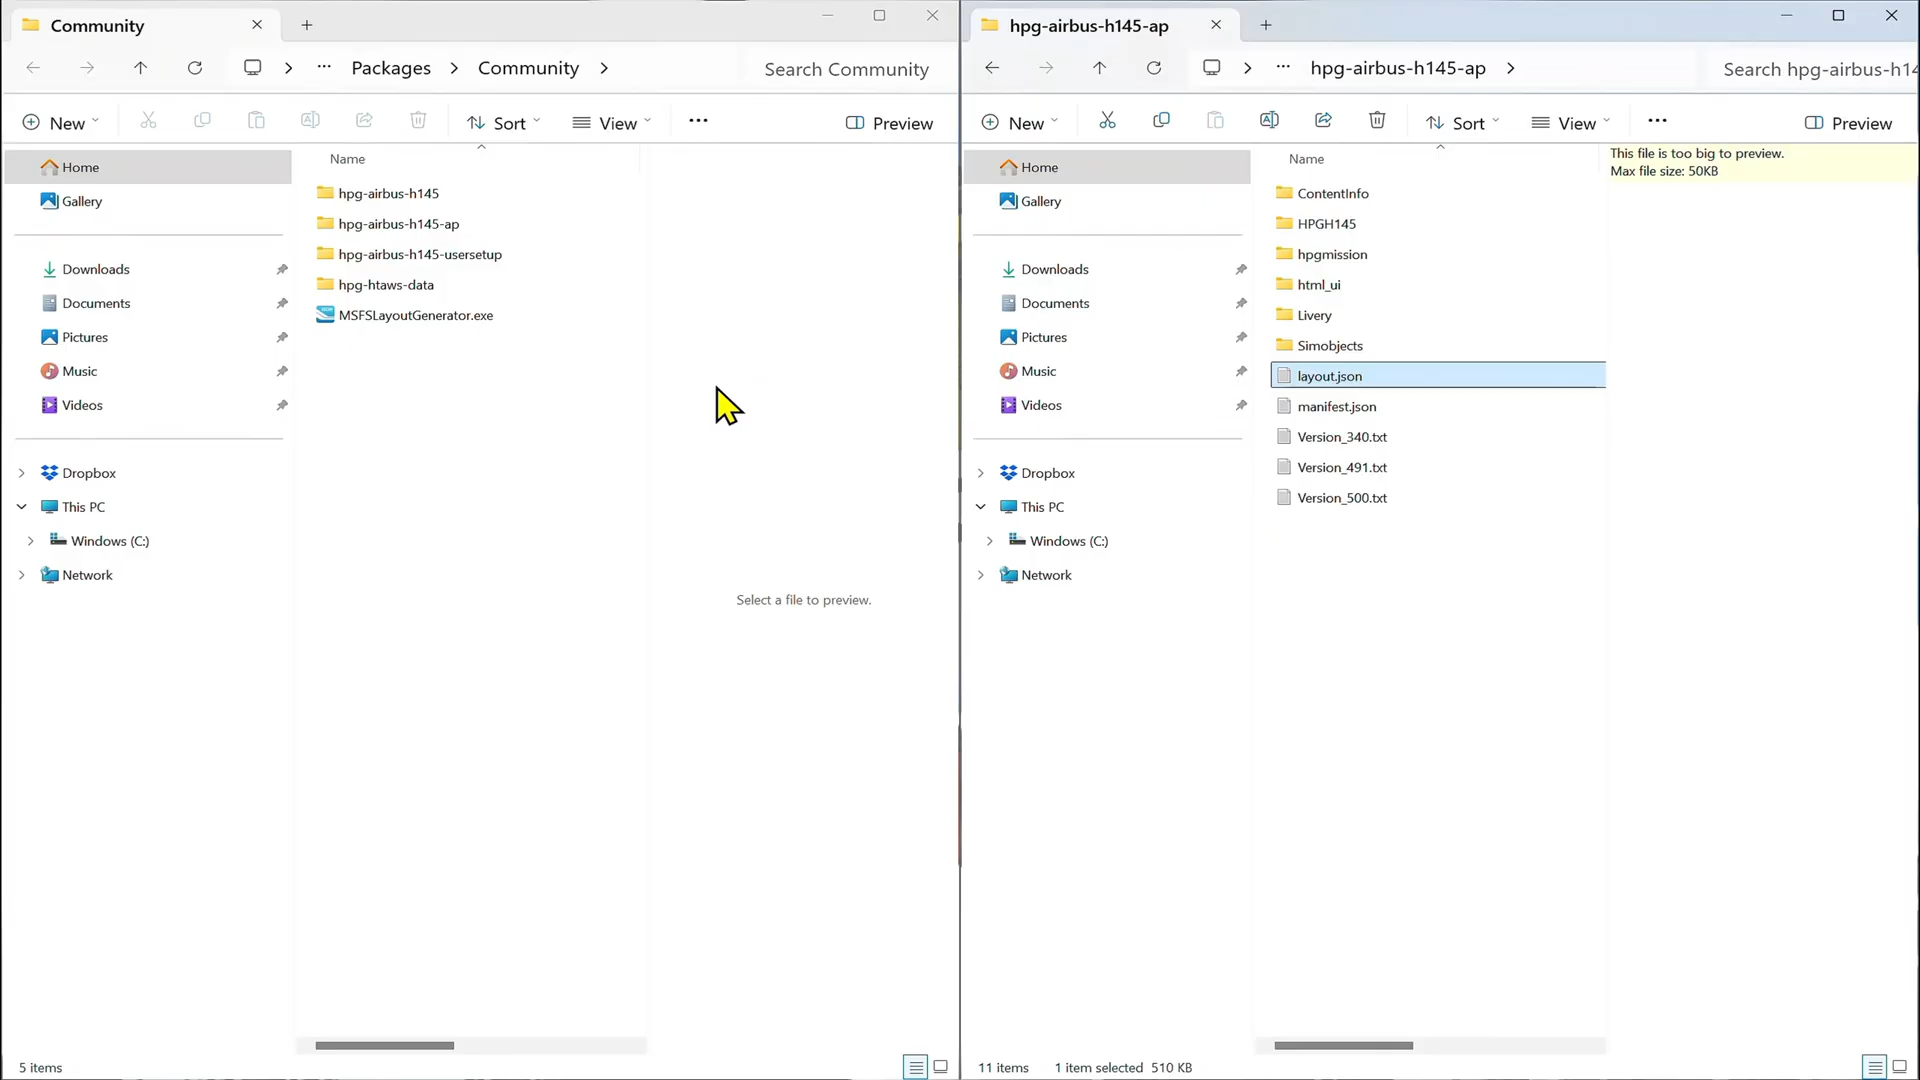 Community
Packages
Community
Search Community
New
Sort
View
Preview
Home
Gallery
Downloads
Documents
Pictures
Music
Videos
Dropbox
This PC
Windows (C:)
Network
Name
hpg-airbus-h145
hpg-airbus-h145-ap
hpg-airbus-h145-usersetup
hpg-htaws-data
MSFSLayoutGenerator.exe
Select a file to preview.
5 items
hpg-airbus-h145-ap
hpg-airbus-h145-ap
Search hpg-airbus-h14
New
Sort
View
Preview
Home
Gallery
Downloads
Documents
Pictures
Music
Videos
Dropbox
This PC
Windows (C:)
Network
Name
ContentInfo
HPGH145
hpgmission
html_ui
Livery
Simobjects
layout.json
manifest.json
Version_340.txt
Version_491.txt
Version_500.txt
This file is too big to preview.
Max file size: 50KB
11 items 1 item selected 510 KB